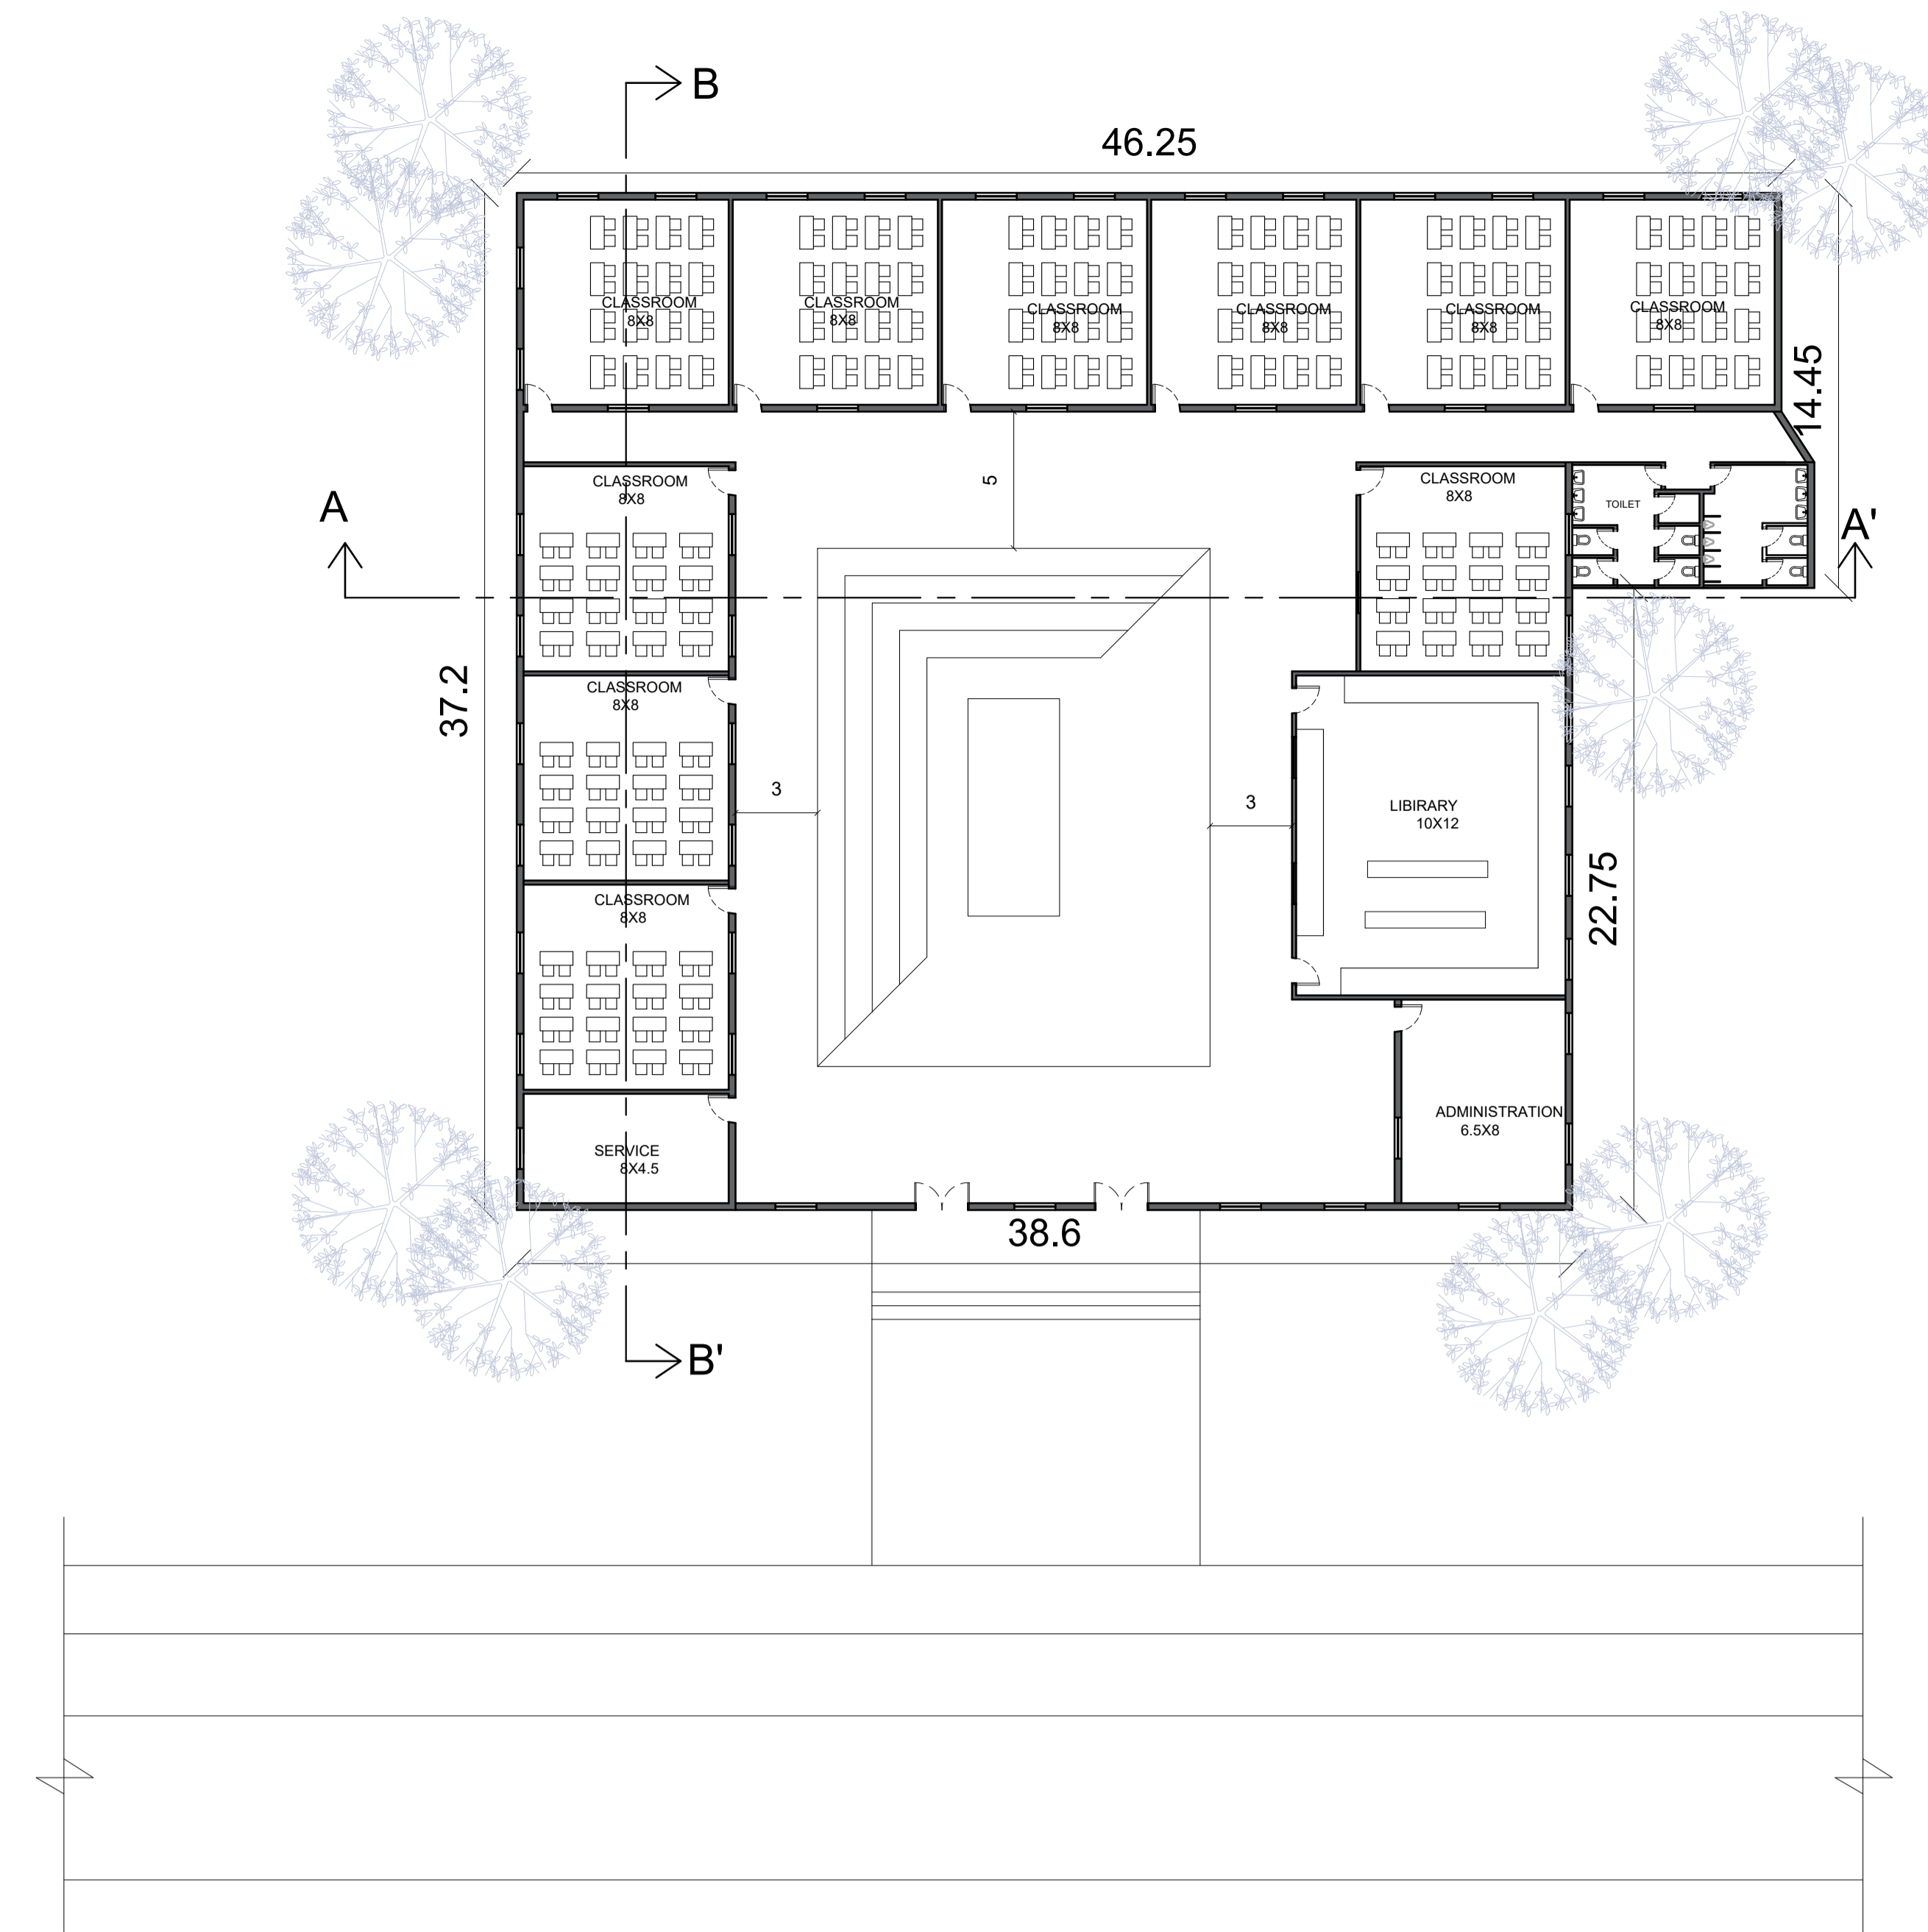 B
46.25
CLASSROOM
8X8
CLASSROOM
8X8
CLASSROOM
8X8
CLASSROOM
8X8
CLASSROOM
8X8
CLASSROOM
8X8
14.45
A
CLASSROOM
8X8
5
CLASSROOM
8X8
TOILET
A'
37.2
CLASSROOM
8X8
3
3
LIBIRARY
10X12
22.75
CLASSROOM
8X8
ADMINISTRATION
6.5X8
SERVICE
8X4.5
38.6
B'